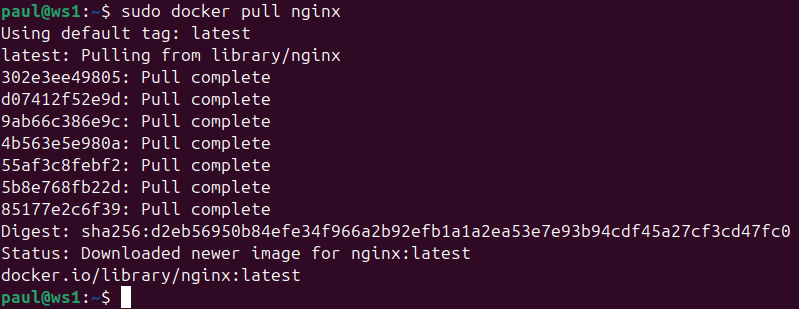 paul@ws1:~$ sudo docker pull nginx
Using default tag: latest
latest: Pulling from library/nginx
302e3ee49805: Pull complete
d07412f52e9d: Pull complete
9ab66c386e9c: Pull complete
4b563e5e980a: Pull complete
55af3c8febf2: Pull complete
5b8e768fb22d: Pull complete
85177e2c6f39: Pull complete
Digest: sha256:d2eb56950b84efe34f966a2b92efb1a1a2ea53e7e93b94cdf45a27cf3cd47fc0
Status: Downloaded newer image for nginx:latest
docker.io/library/nginx:latest
paul@ws1:~$